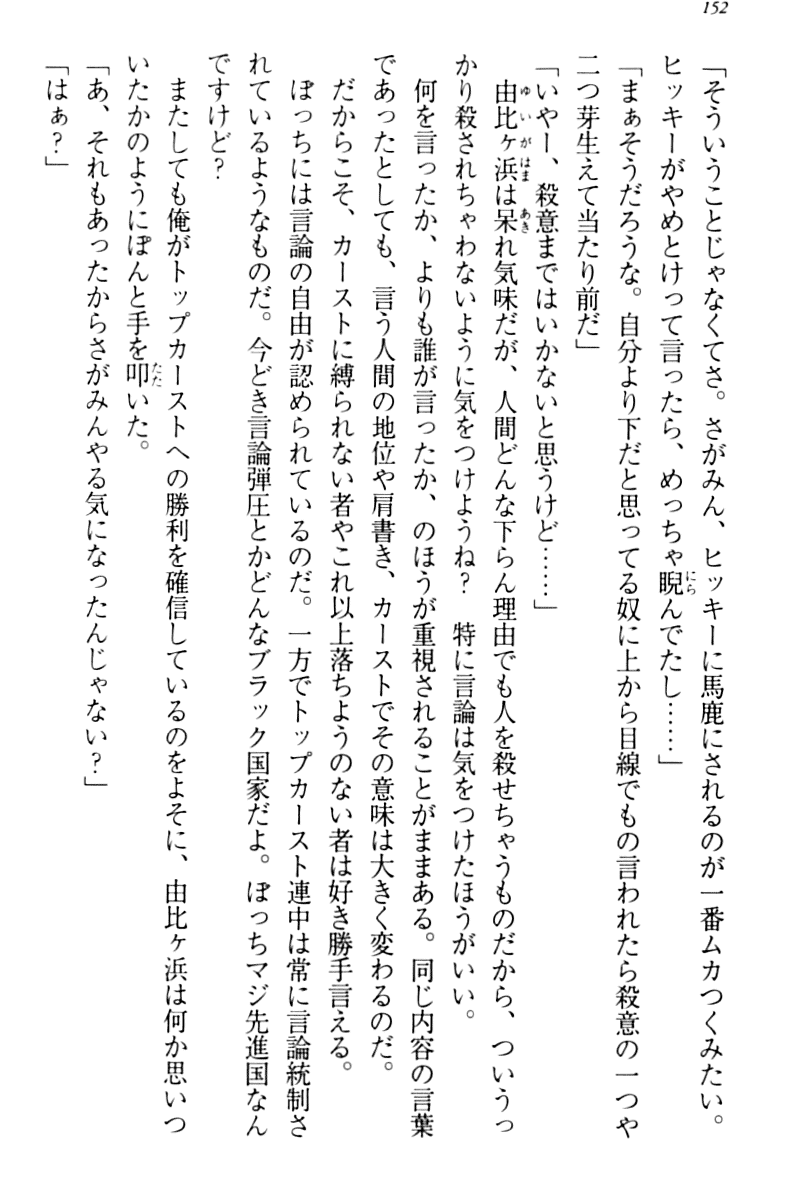 152
「そういうことじゃなくてさ。さがみん、ヒッキーに馬鹿にされるのが一番ムカつくみたい。
ヒッキーがやめとけって言ったら、めっちゃ睨んでたし……」
「まぁそうだろうな。自分より下だと思ってる奴に上から目線でもの言われたら殺意の一つや
二つ芽生えて当たり前だ」
「いやー、殺意まではいかないと思うけど……」
由比ヶ浜は呆れ気味だが、人間どんな下らん理由でも人を殺せちゃうものだから、ついうっ
かり殺されちゃわないように気をつけようね？　特に言論は気をつけたほうがいい。
何を言ったか、よりも誰が言ったか、のほうが重視されることがままある。同じ内容の言葉
であったとしても、言う人間の地位や肩書き、カーストでその意味は大きく変わるのだ。
だからこそ、カーストに縛られない者やこれ以上落ちようのない者は好き勝手言える。
ぼっちには言論の自由が認められているのだ。一方でトップカースト連中は常に言論統制さ
れているようなものだ。今どき言論弾圧とかどんなブラック国家だよ。ぼっちマジ先進国なん
ですけど？
またしても俺がトップカーストへの勝利を確信しているのをよそに、由比ヶ浜は何か思いつ
いたかのようにぽんと手を叩いた。
「あ、それもあったからさがみんやる気になったんじゃない？」
「はぁ？」